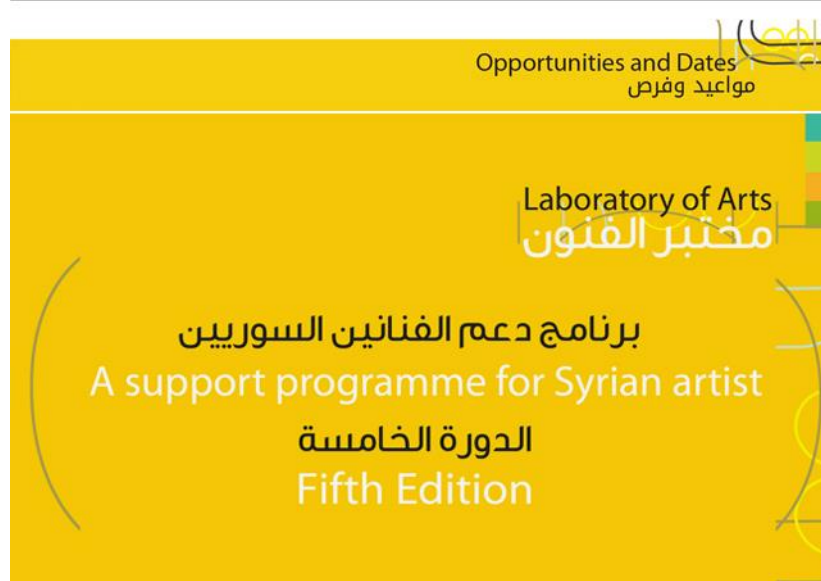 Opportunities and Dates
مواعيد وفرص
Laboratory of Arts
مختبر الفنون
برنامج دعم الفنانين السوريين
A support programme for Syrian artist
الدورة الخامسة
Fifth Edition